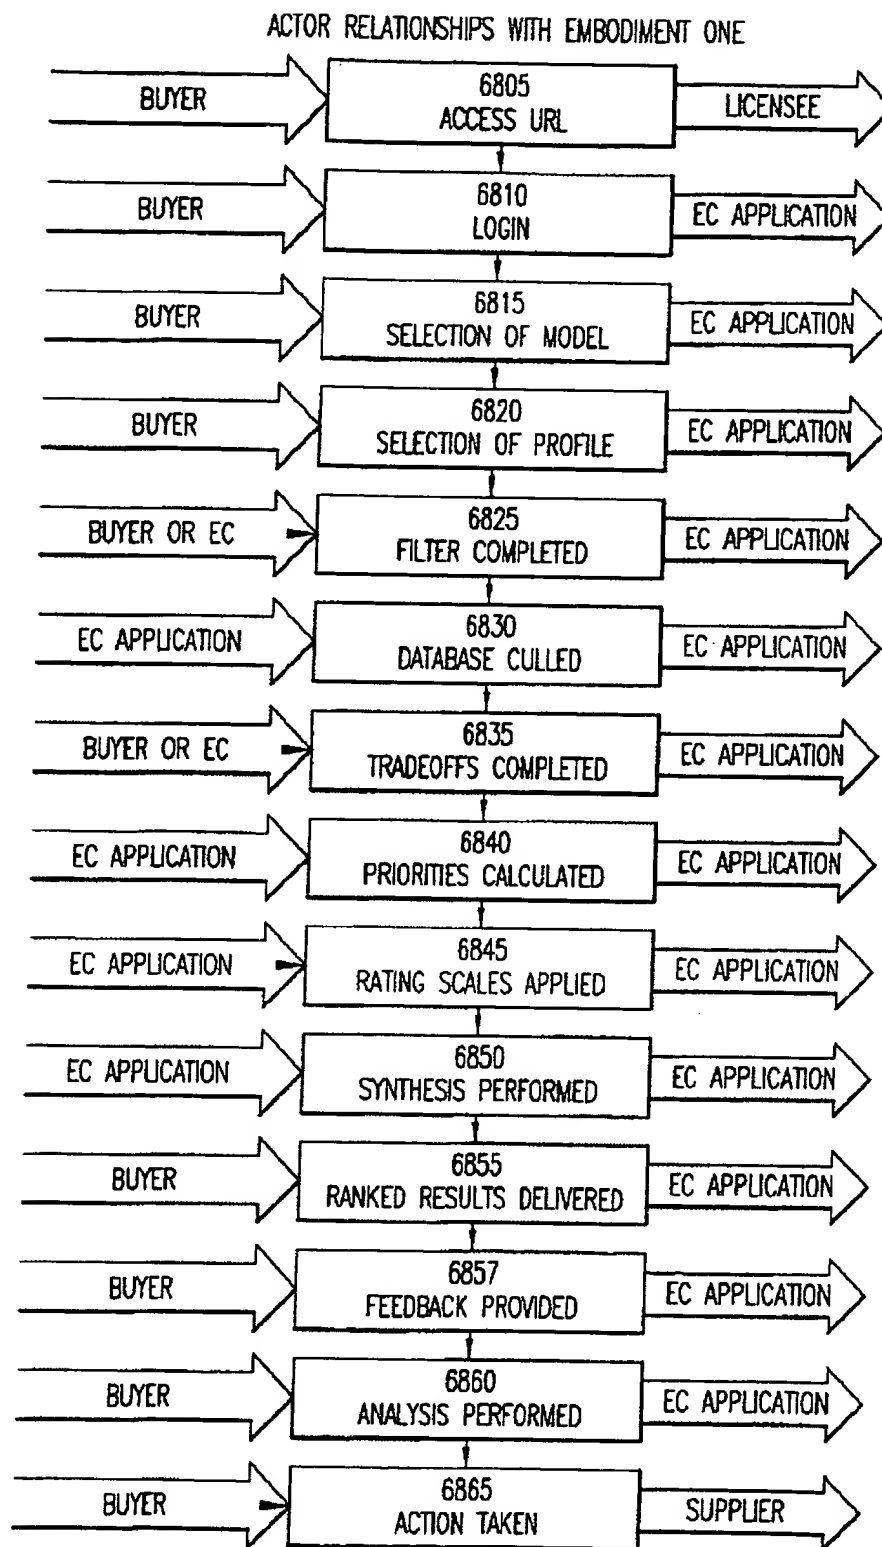 ACTOR RELATIONSHIPS WITH EMBODIMENT ONE
BUYER
6805
ACCESS URL
LICENSEE
BUYER
6810
LOGIN
EC APPLICATION
BUYER
6815
SELECTION OF MODEL
EC APPLICATION
BUYER
6820
SELECTION OF PROFILE
EC APPLICATION
BUYER OR EC
6825
FILTER COMPLETED
EC APPLICATION
EC APPLICATION
6830
DATABASE CULLED
EC APPLICATION
BUYER OR EC
6835
TRADEOFFS COMPLETED
EC APPLICATION
EC APPLICATION
6840
PRIORITIES CALCULATED
EC APPLICATION
EC APPLICATION
6845
RATING SCALES APPLIED
EC APPLICATION
EC APPLICATION
6850
SYNTHESIS PERFORMED
EC APPLICATION
BUYER
6855
RANKED RESULTS DELIVERED
EC APPLICATION
BUYER
6857
FEEDBACK PROVIDED
EC APPLICATION
BUYER
6860
ANALYSIS PERFORMED
EC APPLICATION
BUYER
6865
ACTION TAKEN
SUPPLIER